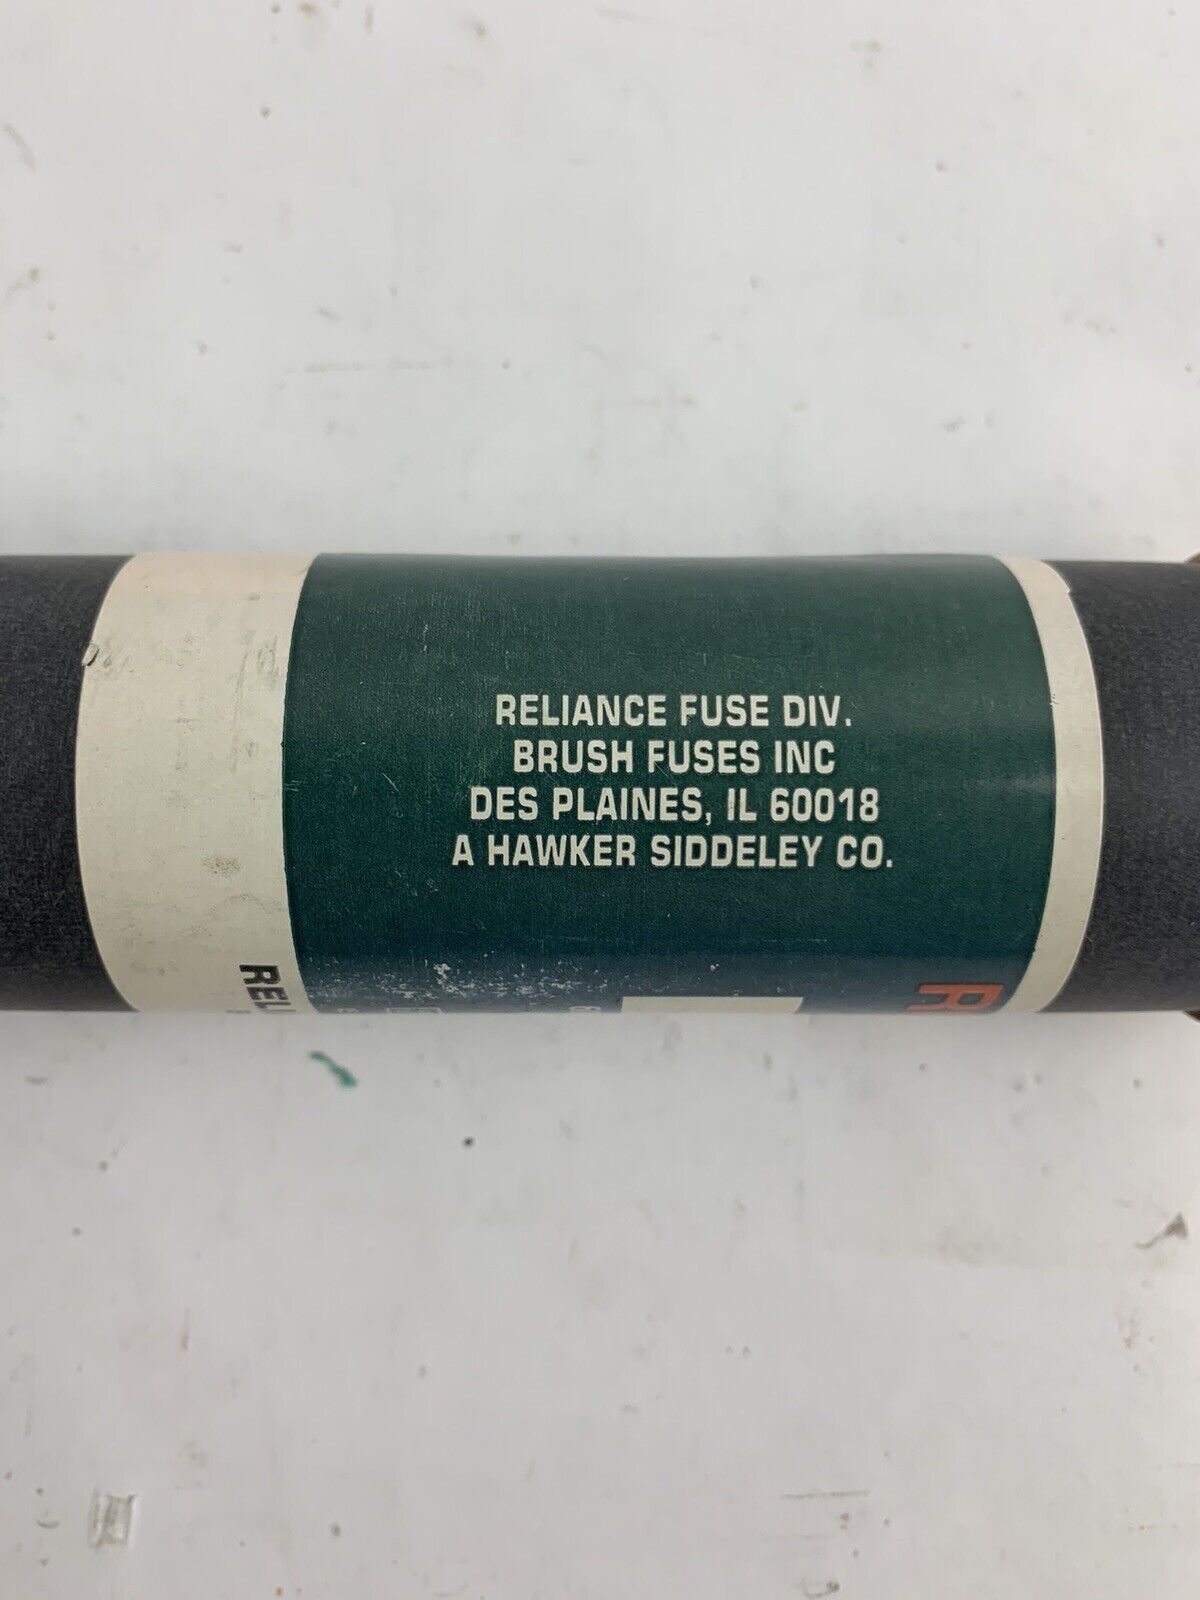 RELIANCE FUSE DIV.
BRUSH FUSES INC
DES PLAINES, IL 60018
A HAWKER SIDDELEY CO.